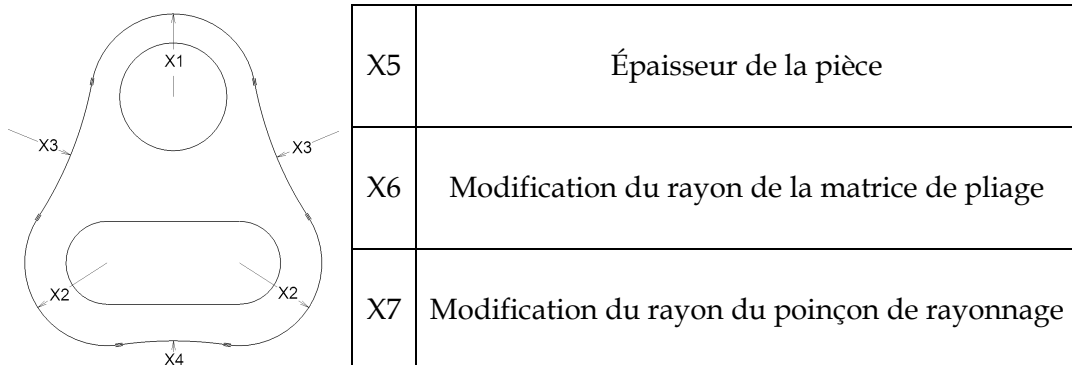 X1
X3
X3
X2
X2
X4
X5 Épaisseur de la pièce
X6 Modification du rayon de la matrice de pliage
X7 Modification du rayon du poinçon de rayonnage